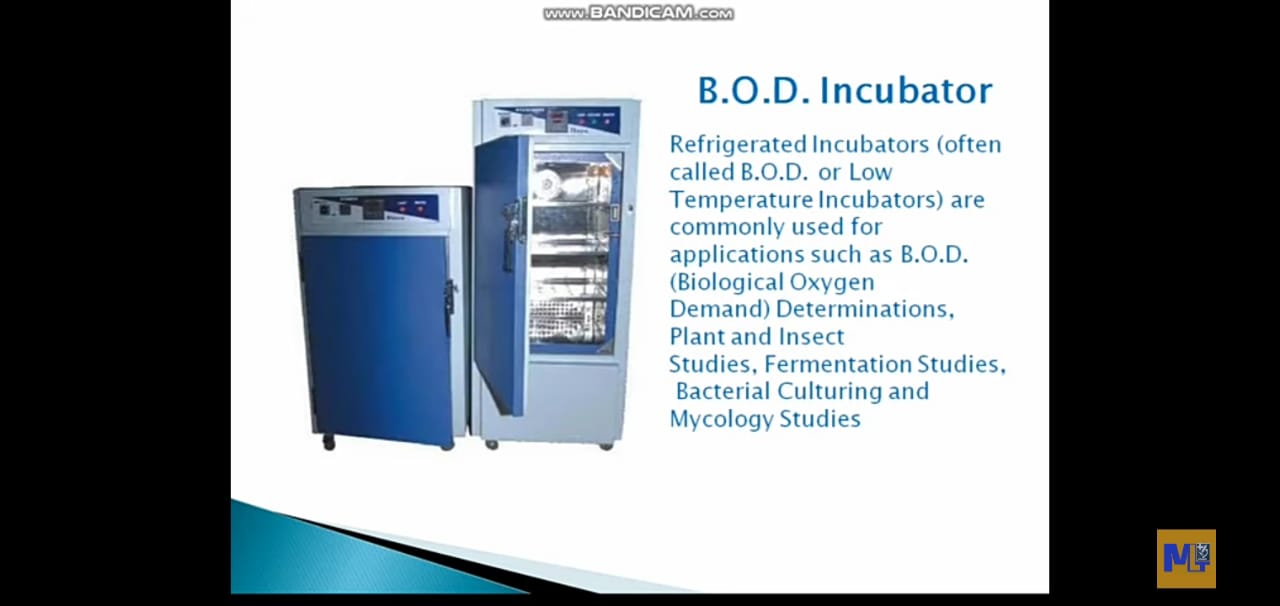 www.BANDICAM.com
B.O.D. Incubator
Refrigerated Incubators (often
called B.O.D. or Low
Temperature Incubators) are
commonly used for
applications such as B.O.D.
(Biological Oxygen
Demand) Determinations,
Plant and Insect
Studies, Fermentation Studies,
Bacterial Culturing and
Mycology Studies
MLT